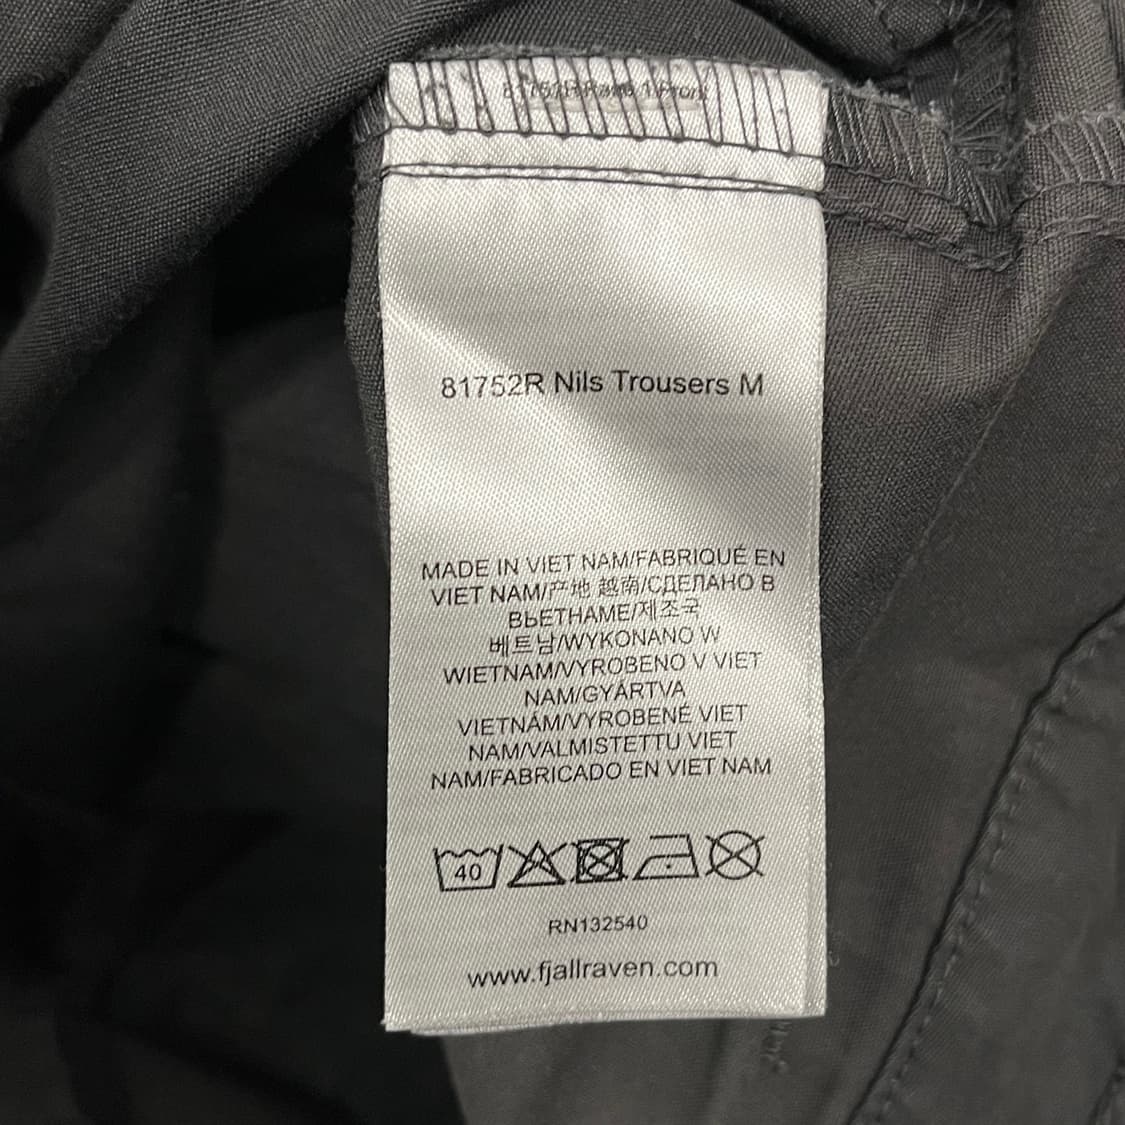 81752R Nils Trousers M
MADE IN VIET NAM/FABRIQUÉ EN
VIET NAM/产地 越南/СДЕЛАНО В
ВЬЕТНАМЕ/제조국
베트남/WYKONANO W
WIETNAM/VYROBENO V VIET
NAM/GYÁRTVA
VIETNÁM/VYROBENÉ VIET
NAM/VALMISTETTU VIET
NAM/FABRICADO EN VIET NAM
40
RN132540
www.fjallraven.com